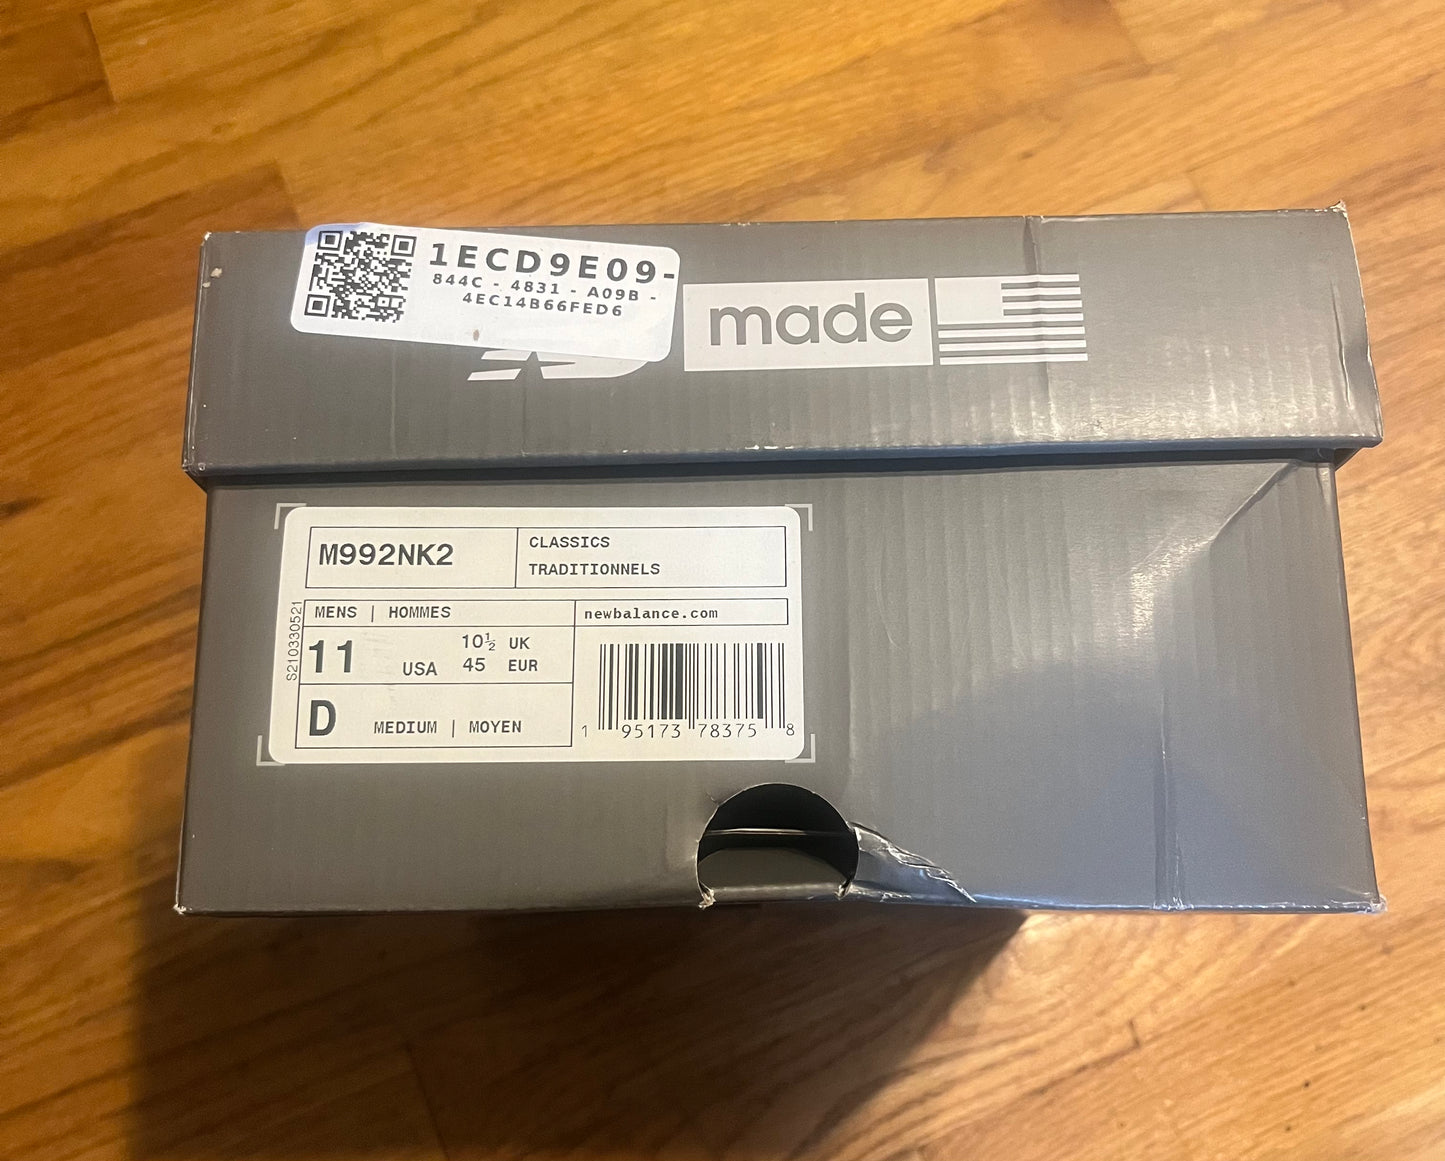 1ECD9E09-
844C - 4831 - A09B -
4EC14B66FED6
made
M992NK2
CLASSICS
TRADITIONNELS
MENS | HOMMES
newbalance.com
S210330521
11 USA
10½ UK
45 EUR
D MEDIUM | MOYEN
1 95173 78375 8